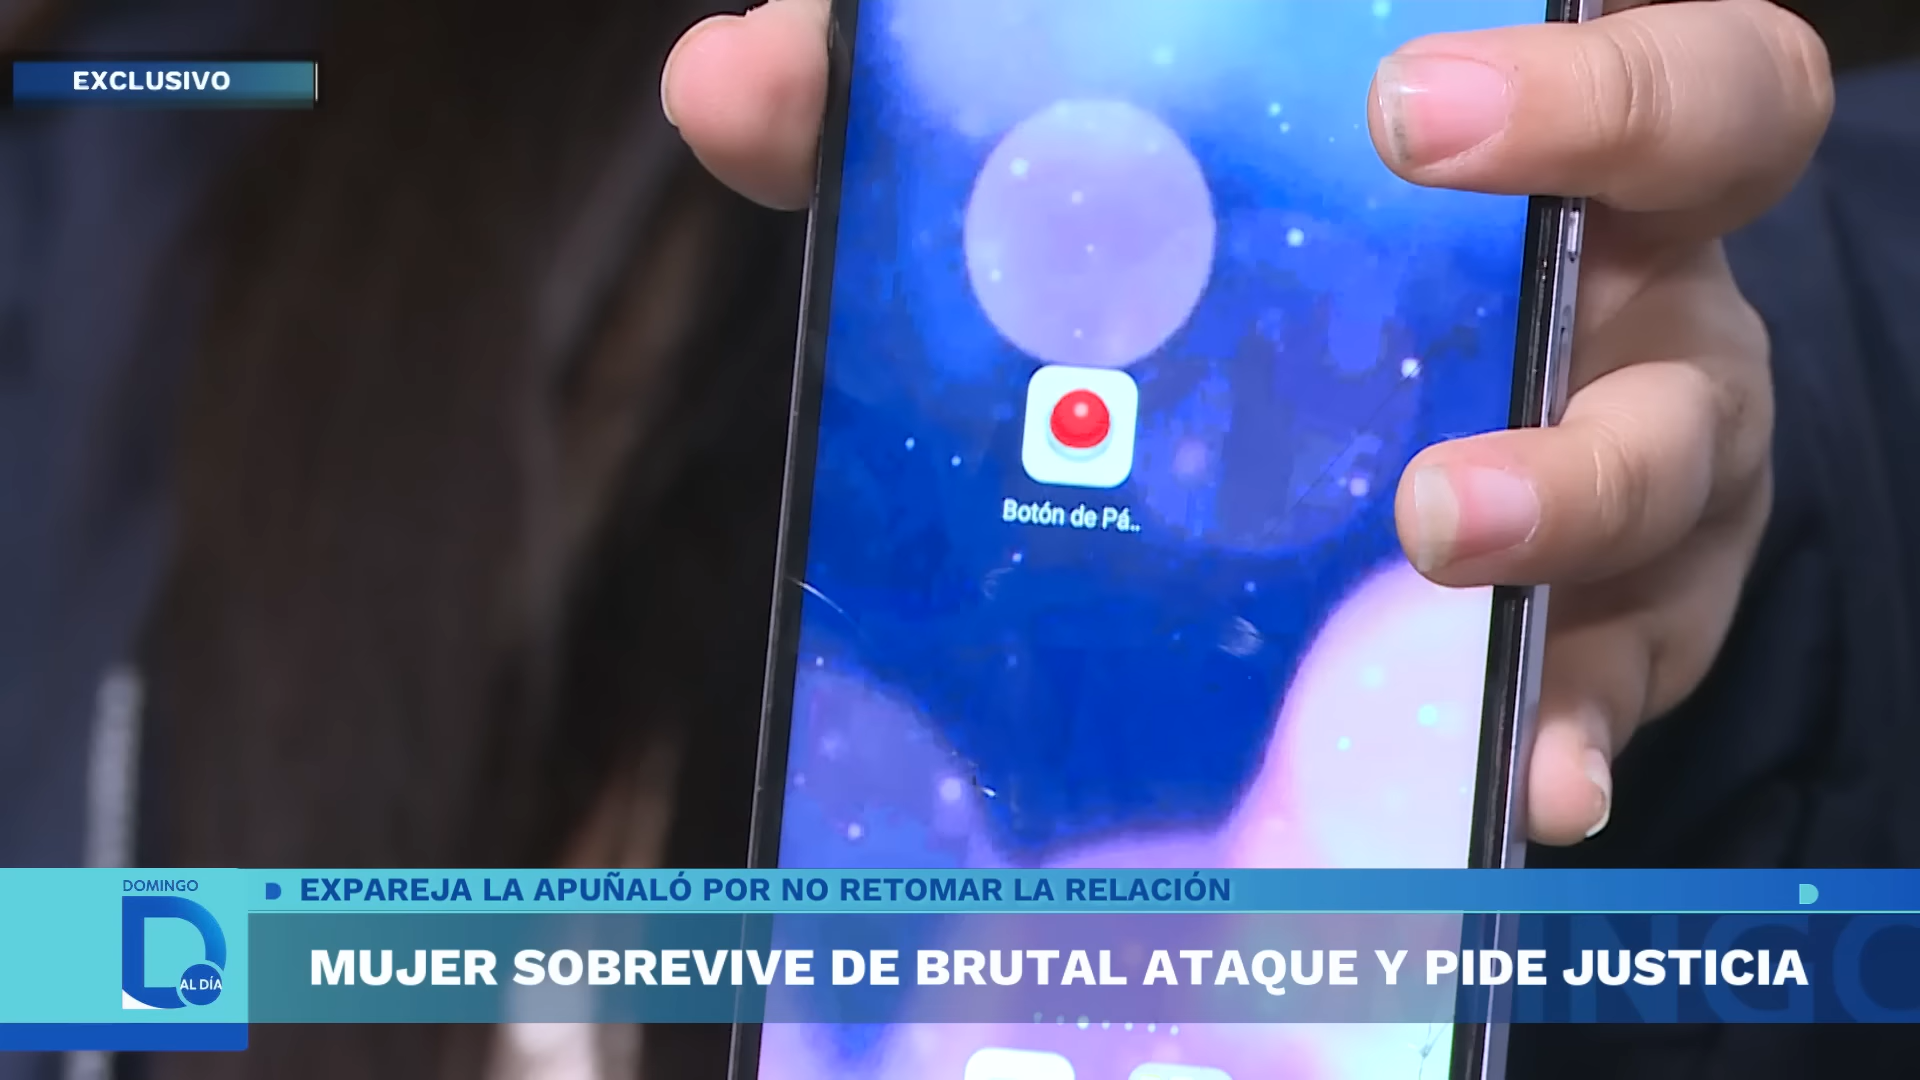 EXCLUSIVO
Botón de Pá..
DOMINGO
AL DÍA
EXPAREJA LA APUÑALÓ POR NO RETOMAR LA RELACIÓN
MUJER SOBREVIVE DE BRUTAL ATAQUE Y PIDE JUSTICIA